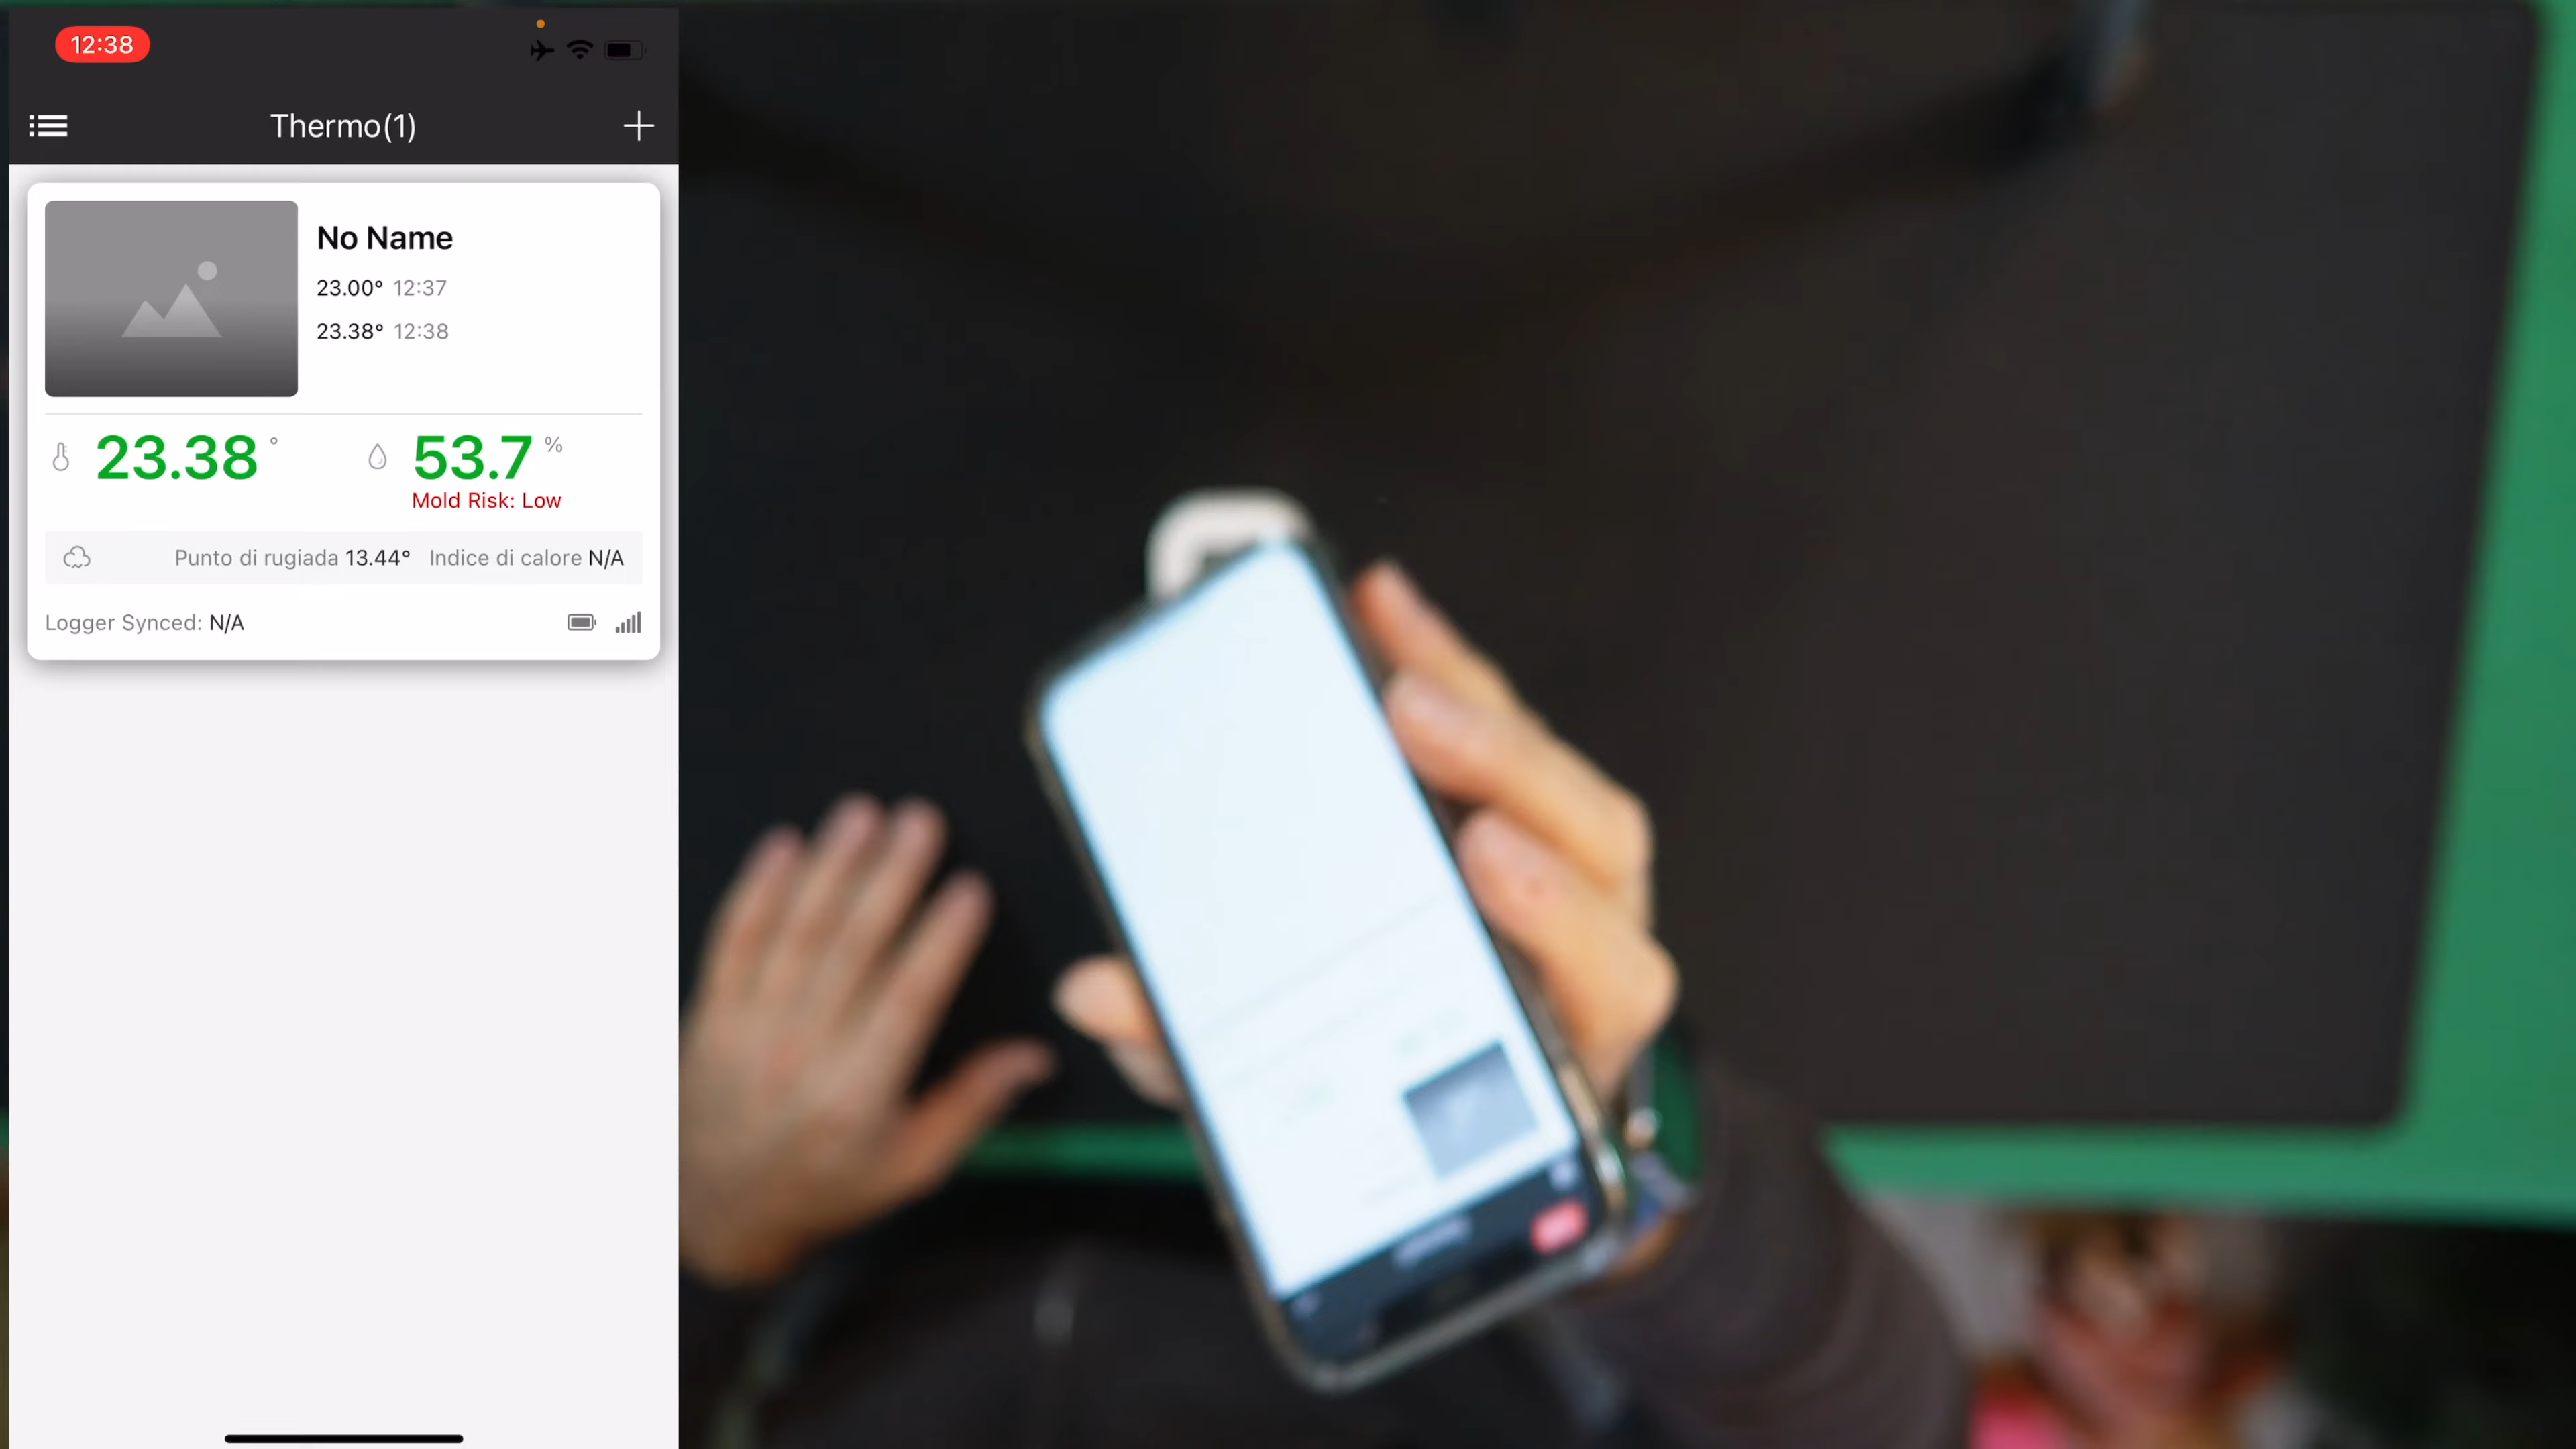 12:38
Thermo(1)
No Name
23.00° 12:37
23.38° 12:38
23.38°
53.7%
Mold Risk: Low
Punto di rugiada 13.44° Indice di calore N/A
Logger Synced: N/A